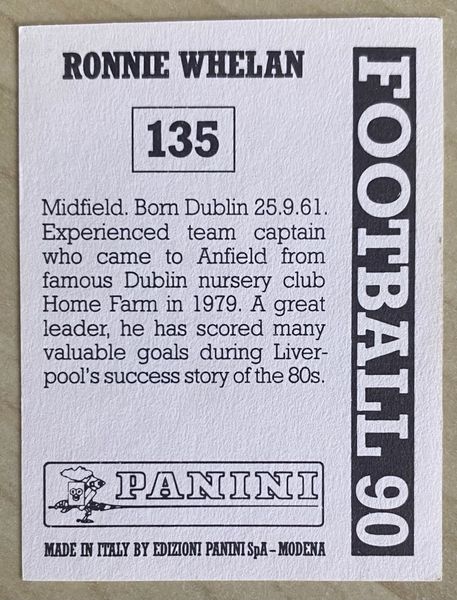 RONNIE WHELAN
135
Midfield. Born Dublin 25.9.61.
Experienced team captain
who came to Anfield from
famous Dublin nursery club
Home Farm in 1979. A great
leader, he has scored many
valuable goals during Liver-
pool's success story of the 80s.
PANINI
MADE IN ITALY BY EDIZIONI PANINI SpA – MODENA
FOOTBALL 90